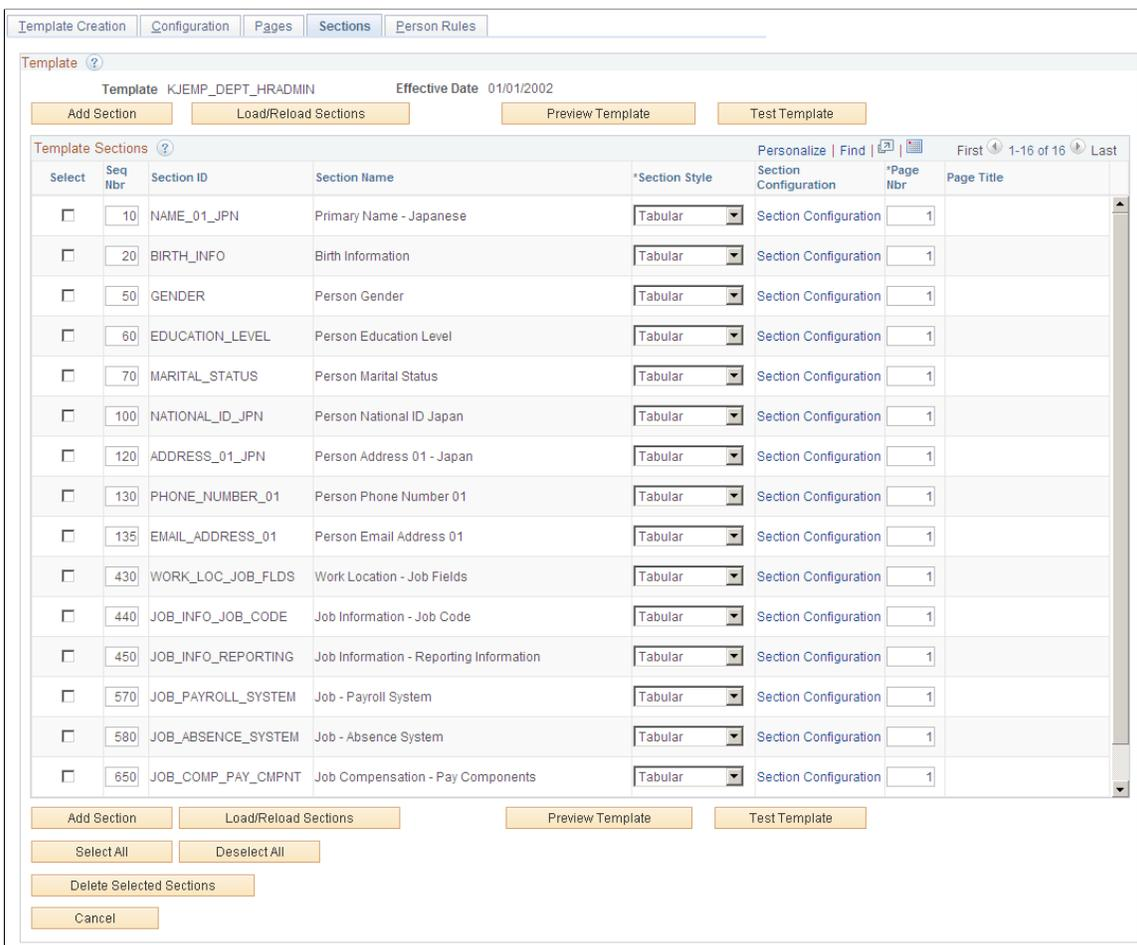 Template Creation Configuration Pages Sections Person Rules
Template ?
Template KJEMP_DEPT_HRADMIN Effective Date 01/01/2002
Add Section Load/Reload Sections Preview Template Test Template
Template Sections ? Personalize | Find | | First 1-16 of 16 Last
Select Seq Nbr Section ID Section Name *Section Style Section Configuration *Page Nbr Page Title
10 NAME_01_JPN Primary Name - Japanese Tabular Section Configuration 1
20 BIRTH_INFO Birth Information Tabular Section Configuration 1
50 GENDER Person Gender Tabular Section Configuration 1
60 EDUCATION_LEVEL Person Education Level Tabular Section Configuration 1
70 MARITAL_STATUS Person Marital Status Tabular Section Configuration 1
100 NATIONAL_ID_JPN Person National ID Japan Tabular Section Configuration 1
120 ADDRESS_01_JPN Person Address 01 - Japan Tabular Section Configuration 1
130 PHONE_NUMBER_01 Person Phone Number 01 Tabular Section Configuration 1
135 EMAIL_ADDRESS_01 Person Email Address 01 Tabular Section Configuration 1
430 WORK_LOC_JOB_FLDS Work Location - Job Fields Tabular Section Configuration 1
440 JOB_INFO_JOB_CODE Job Information - Job Code Tabular Section Configuration 1
450 JOB_INFO_REPORTING Job Information - Reporting Information Tabular Section Configuration 1
570 JOB_PAYROLL_SYSTEM Job - Payroll System Tabular Section Configuration 1
580 JOB_ABSENCE_SYSTEM Job - Absence System Tabular Section Configuration 1
650 JOB_COMP_PAY_CMPNT Job Compensation - Pay Components Tabular Section Configuration 1
Add Section Load/Reload Sections Preview Template Test Template
Select All Deselect All
Delete Selected Sections
Cancel